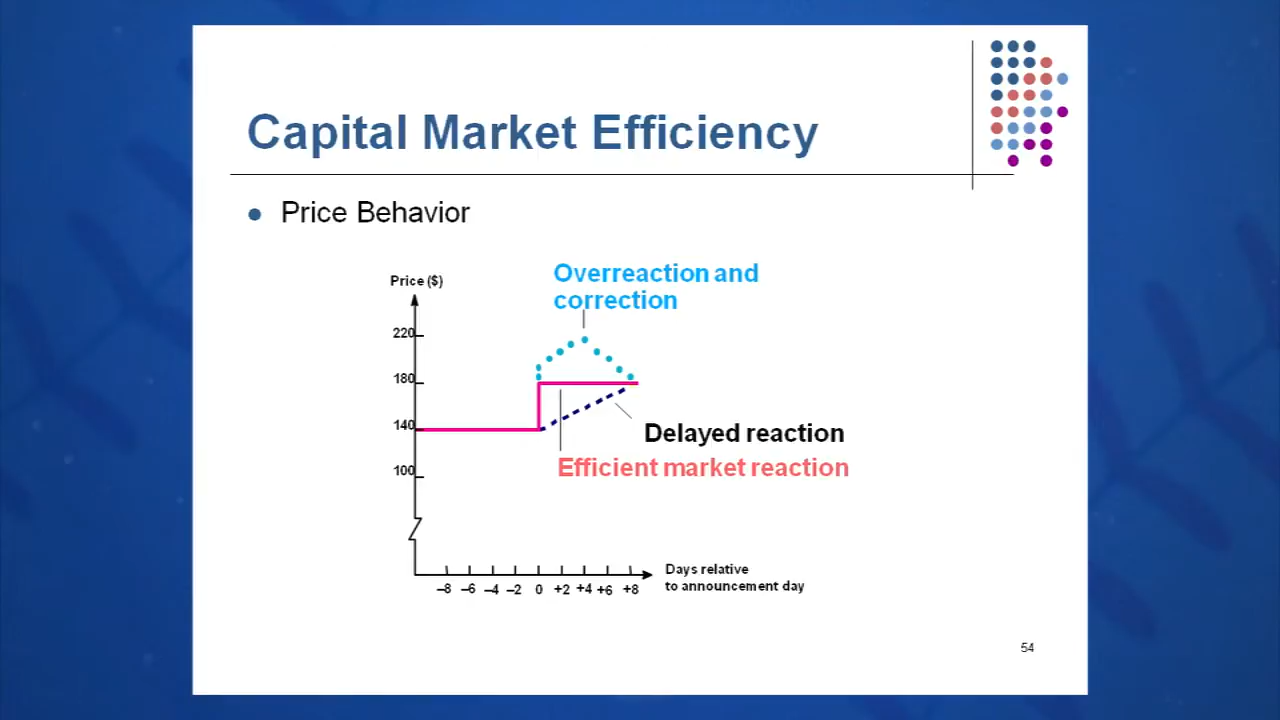 Capital Market Efficiency
Price Behavior
Overreaction and
correction
Price ($)
220
180
140
100
Delayed reaction
Efficient market reaction
–8 –6 –4 –2 0 +2 +4 +6 +8
Days relative
to announcement day
54